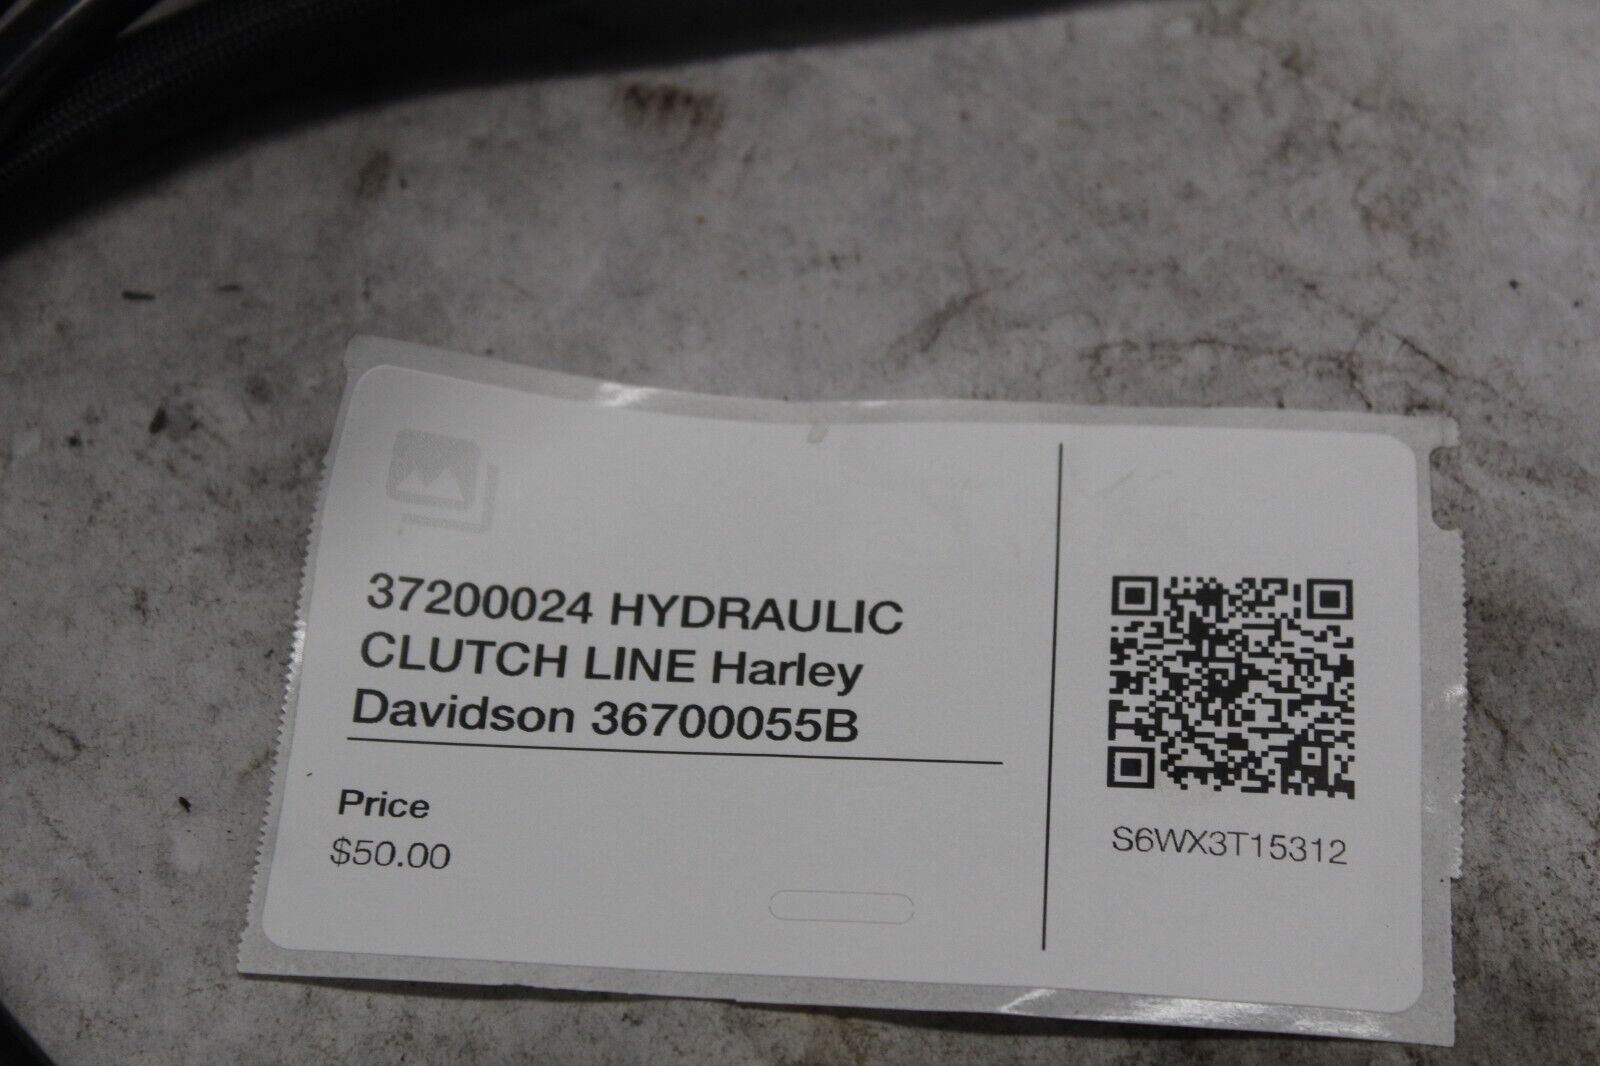 37200024 HYDRAULIC
CLUTCH LINE Harley
Davidson 36700055B
Price
$50.00
S6WX3T15312